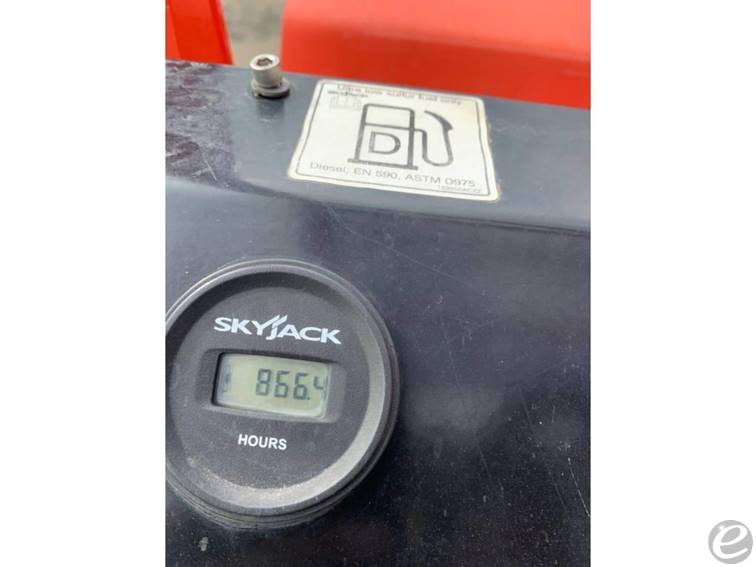 Ultra low sulfur fuel only
D
Diesel, EN 590, ASTM D975
SKYJACK
866.4
HOURS
e